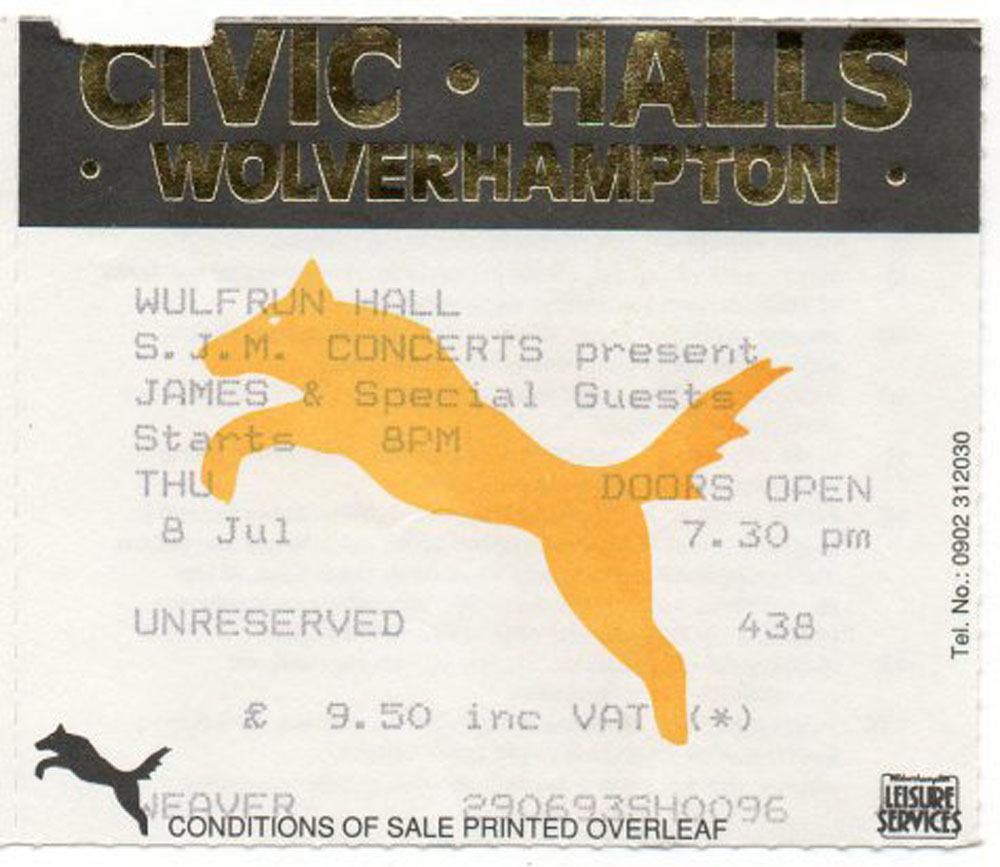 CIVIC • HALLS
• WOLVERHAMPTON •
WULFRUN HALL
S.J.M. CONCERTS present
JAMES & Special Guests
Starts 8PM
THU DOORS OPEN
8 Jul 7.30 pm
UNRESERVED 438
£ 9.50 inc VAT (*)
WEAVER 290693SH0096
CONDITIONS OF SALE PRINTED OVERLEAF
Tel. No.: 0902 312030
LEISURE
SERVICES